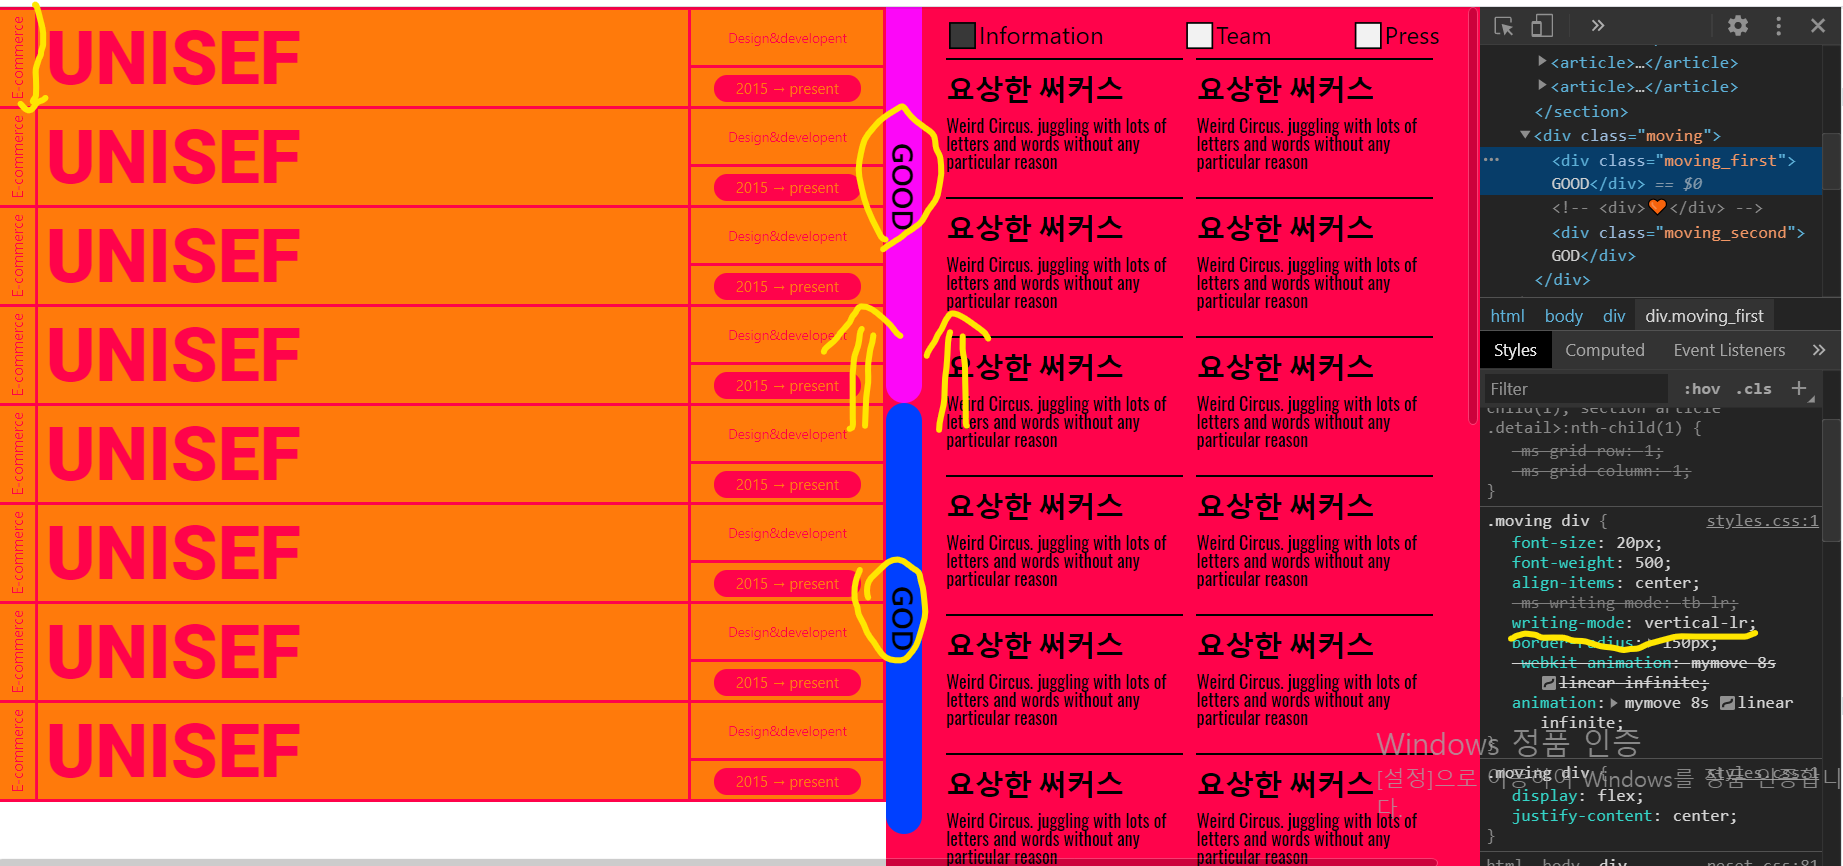 E-commerce
UNISEF
Design&developent
2015 → present
E-commerce
UNISEF
Design&developent
2015 → present
E-commerce
UNISEF
Design&developent
2015 → present
E-commerce
UNISEF
Design&developent
2015 → present
E-commerce
UNISEF
Design&developent
2015 → present
E-commerce
UNISEF
Design&developent
2015 → present
E-commerce
UNISEF
Design&developent
2015 → present
E-commerce
UNISEF
Design&developent
2015 → present
GOOD
GOD
Information
Team
Press
요상한 써커스
Weird Circus. juggling with lots of
letters and words without any
particular reason
요상한 써커스
Weird Circus. juggling with lots of
letters and words without any
particular reason
요상한 써커스
Weird Circus. juggling with lots of
letters and words without any
particular reason
요상한 써커스
Weird Circus. juggling with lots of
letters and words without any
particular reason
요상한 써커스
Weird Circus. juggling with lots of
letters and words without any
particular reason
요상한 써커스
Weird Circus. juggling with lots of
letters and words without any
particular reason
요상한 써커스
Weird Circus. juggling with lots of
letters and words without any
particular reason
요상한 써커스
Weird Circus. juggling with lots of
letters and words without any
particular reason
요상한 써커스
Weird Circus. juggling with lots of
letters and words without any
particular reason
요상한 써커스
Weird Circus. juggling with lots of
letters and words without any
particular reason
요상한 써커스
Weird Circus. juggling with lots of
letters and words without any
particular reason
요상한 써커스
Weird Circus. juggling with lots of
letters and words without any
particular reason
<article>…</article>
<article>…</article>
</section>
<div class="moving">
<div class="moving_first">
GOOD</div> == $0
<!-- <div>🧡</div> -->
<div class="moving_second">
GOD</div>
</div>
html body div div.moving_first
Styles Computed Event Listeners
Filter :hov .cls
child(1), section article
.detail>:nth-child(1) {
-ms-grid-row: 1;
-ms-grid-column: 1;
}
.moving div { styles.css:1
font-size: 20px;
font-weight: 500;
align-items: center;
-ms-writing-mode: tb-lr;
writing-mode: vertical-lr;
border-radius: 150px;
-webkit-animation: mymove 8s
linear infinite;
animation: mymove 8s linear
infinite;
}
.moving div { styles.css:1
display: flex;
justify-content: center;
}
html, body, div, reset.css:81
Windows 정품 인증
[설정]으로 이동하여 Windows를 정품 인증합니
다.